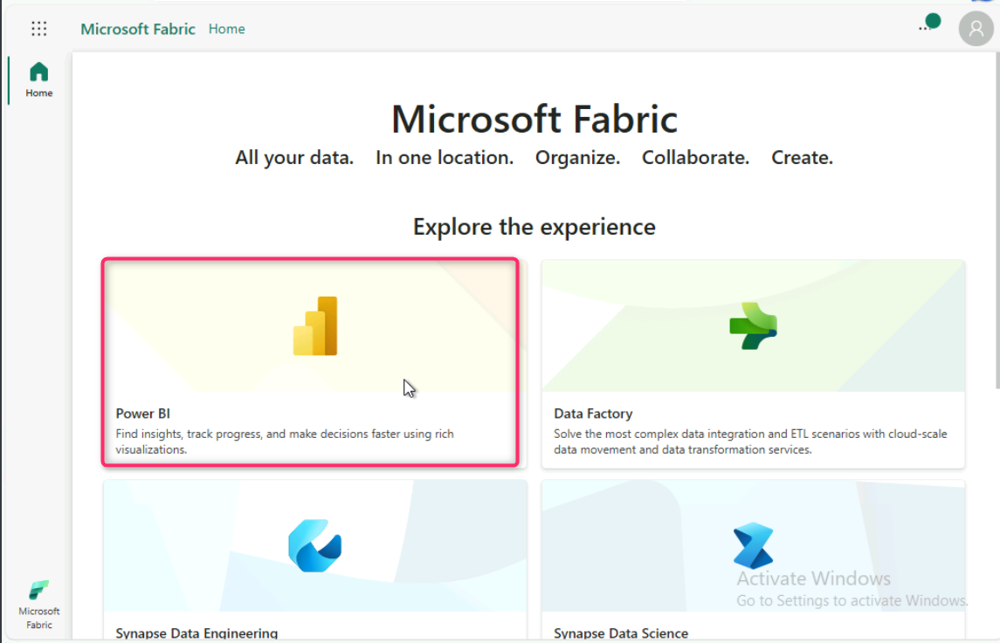 Microsoft Fabric Home
Home
Microsoft Fabric
All your data. In one location. Organize. Collaborate. Create.
Explore the experience
Power BI
Find insights, track progress, and make decisions faster using rich
visualizations.
Data Factory
Solve the most complex data integration and ETL scenarios with cloud-scale
data movement and data transformation services.
Synapse Data Engineering
Synapse Data Science
Activate Windows
Go to Settings to activate Windows.
Microsoft
Fabric